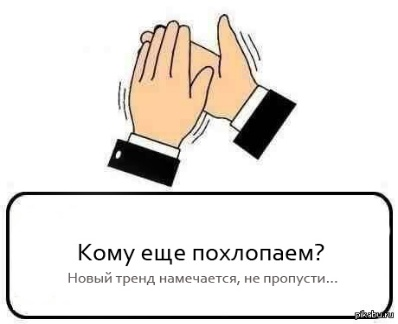 Кому еще похлопаем?
Новый тренд намечается, не пропусти...
pikabu.ru